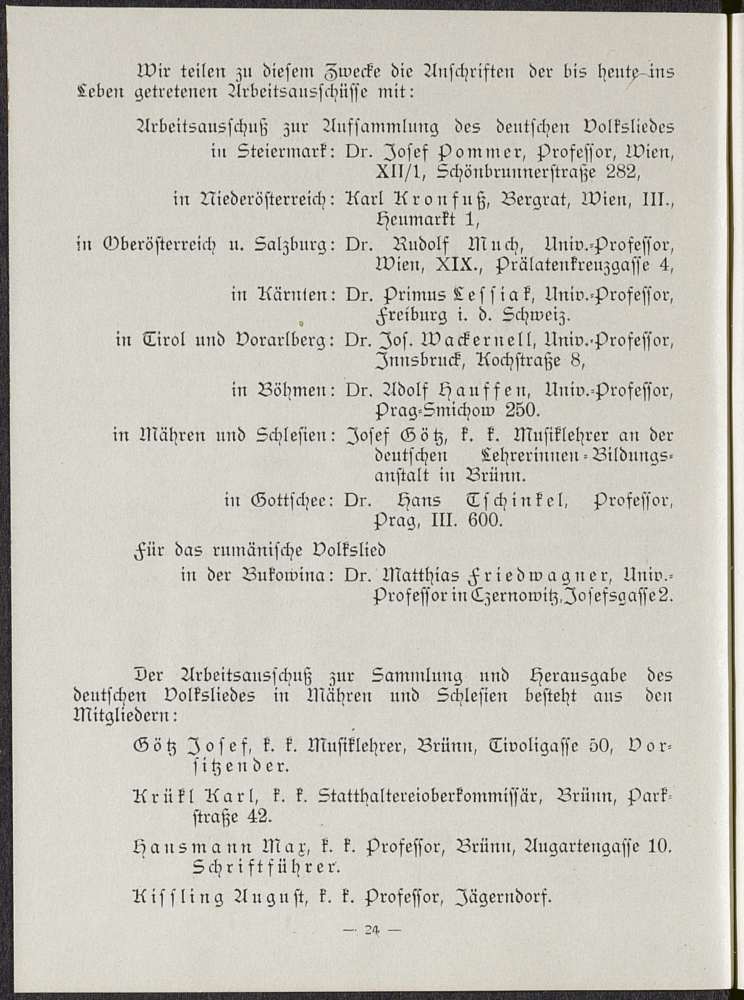 Wir teilen zu diesem Zwecke die Anschriften der bis heute ins
Leben getretenen Arbeitsausschüsse mit:
Arbeitsausschuß zur Aufsammlung des deutschen Volksliedes
in Steiermark: Dr. Josef Pommer, Professor, Wien,
XII/1, Schönbrunnerstraße 282,
in Niederösterreich: Karl Kronfuß, Bergrat, Wien, III.,
Heumarkt 1,
in Oberösterreich u. Salzburg: Dr. Rudolf Much, Univ.-Professor,
Wien, XIX., Prälatenkreuzgasse 4,
in Kärnten: Dr. Primus Lessiak, Univ.-Professor,
Freiburg i. d. Schweiz.
in Tirol und Vorarlberg: Dr. Jos. Wackernell, Univ.-Professor,
Innsbruck, Kochstraße 8,
in Böhmen: Dr. Adolf Hauffen, Univ.-Professor,
Prag-Smichow 250.
in Mähren und Schlesien: Josef Götz, k. k. Musiklehrer an der
deutschen Lehrerinnen-Bildungs-
anstalt in Brünn.
in Gottschee: Dr. Hans Tschinkel, Professor,
Prag, III. 600.
Für das rumänische Volkslied
in der Bukowina: Dr. Matthias Friedwagner, Univ.-
Professor in Czernowitz, Josefsgasse 2.
Der Arbeitsausschuß zur Sammlung und Herausgabe des
deutschen Volksliedes in Mähren und Schlesien besteht aus den
Mitgliedern:
Götz Josef, k. k. Musiklehrer, Brünn, Tivoligasse 50, Vor-
sitzender.
Krükl Karl, k. k. Statthaltereioberkommissär, Brünn, Park-
straße 42.
Hausmann Max, k. k. Professor, Brünn, Augartengasse 10.
Schriftführer.
Kissling August, k. k. Professor, Jägerndorf.
— 24 —